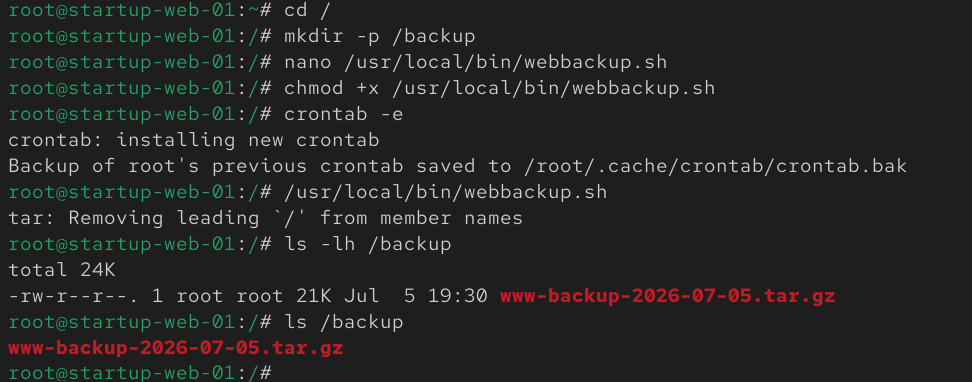 root@startup-web-01:~# cd /
root@startup-web-01:/# mkdir -p /backup
root@startup-web-01:/# nano /usr/local/bin/webbackup.sh
root@startup-web-01:/# chmod +x /usr/local/bin/webbackup.sh
root@startup-web-01:/# crontab -e
crontab: installing new crontab
Backup of root's previous crontab saved to /root/.cache/crontab/crontab.bak
root@startup-web-01:/# /usr/local/bin/webbackup.sh
tar: Removing leading `/' from member names
root@startup-web-01:/# ls -lh /backup
total 24K
-rw-r--r--. 1 root root 21K Jul  5 19:30 www-backup-2026-07-05.tar.gz
root@startup-web-01:/# ls /backup
www-backup-2026-07-05.tar.gz
root@startup-web-01:/#